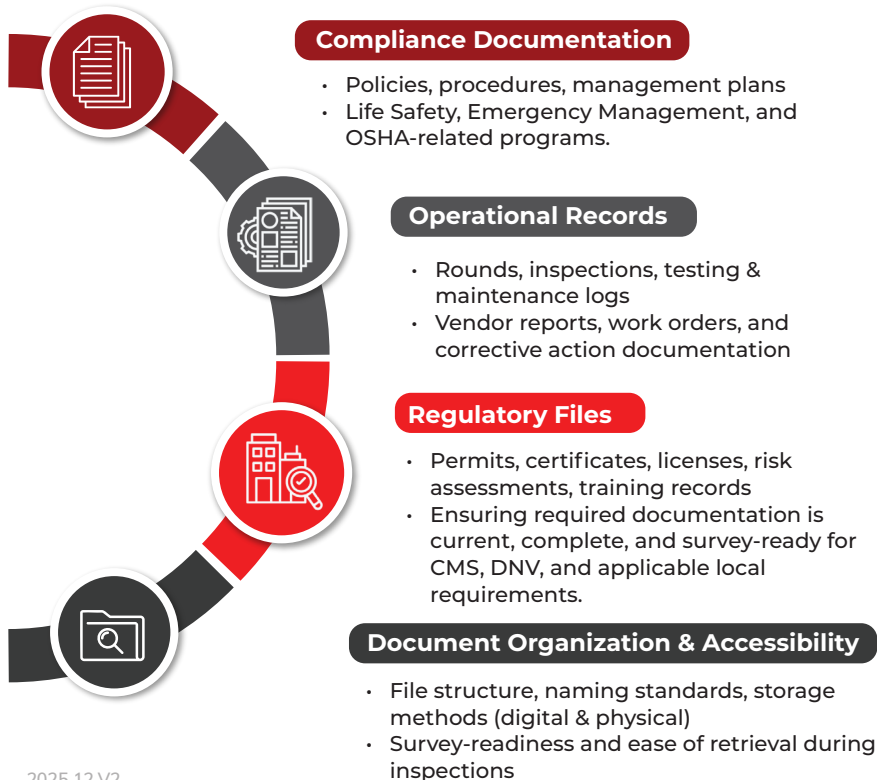 Compliance Documentation
· Policies, procedures, management plans
· Life Safety, Emergency Management, and
OSHA-related programs.
Operational Records
· Rounds, inspections, testing &
maintenance logs
· Vendor reports, work orders, and
corrective action documentation
Regulatory Files
· Permits, certificates, licenses, risk
assessments, training records
· Ensuring required documentation is
current, complete, and survey-ready for
CMS, DNV, and applicable local
requirements.
Document Organization & Accessibility
· File structure, naming standards, storage
methods (digital & physical)
· Survey-readiness and ease of retrieval during
inspections
2025.12.V2